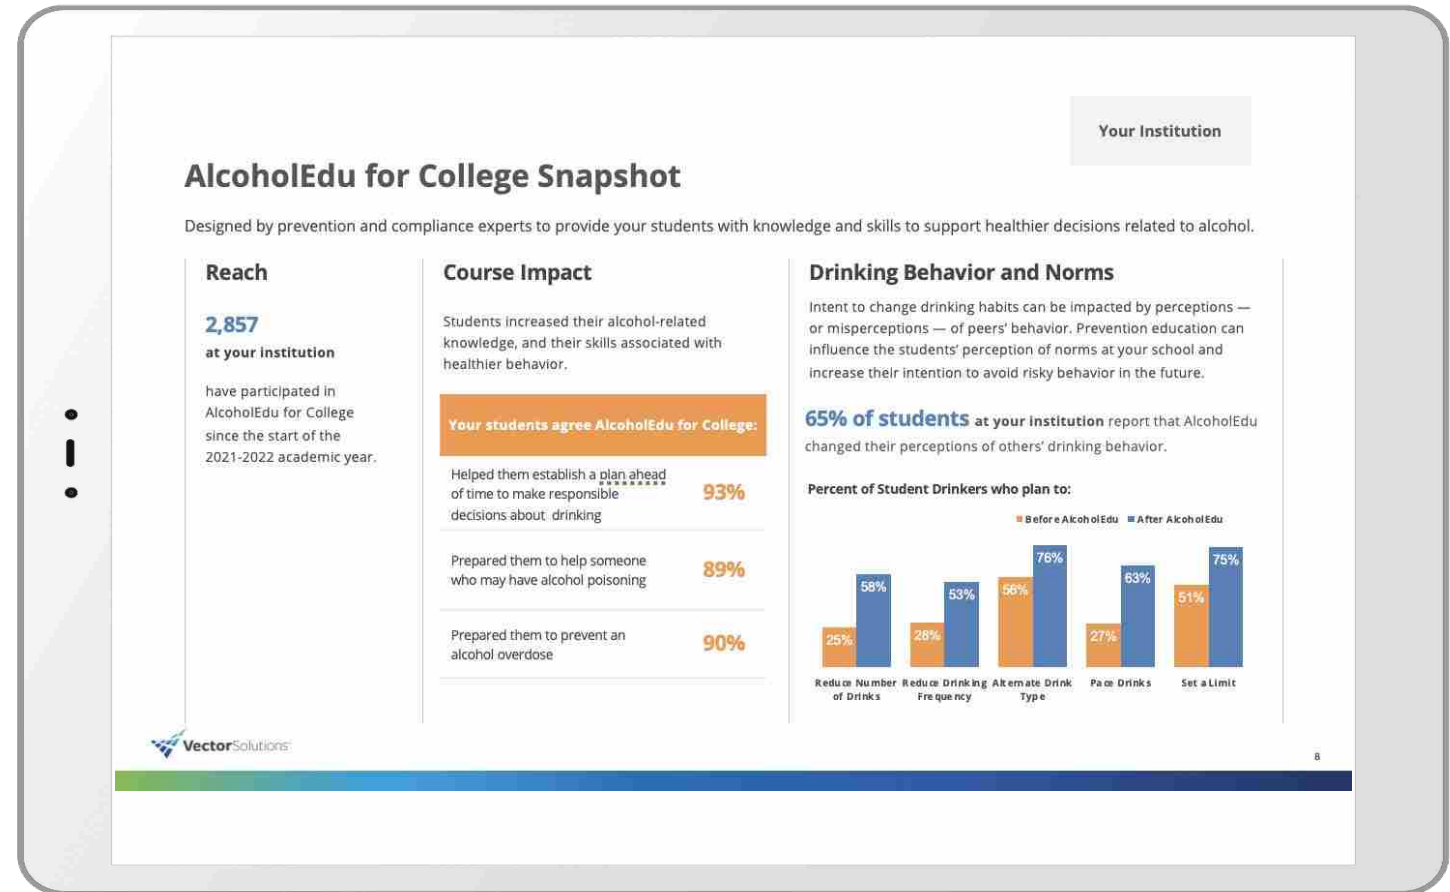 Your Institution
AlcoholEdu for College Snapshot
Designed by prevention and compliance experts to provide your students with knowledge and skills to support healthier decisions related to alcohol.
Reach
2,857
at your institution
have participated in
AlcoholEdu for College
since the start of the
2021-2022 academic year.
Course Impact
Students increased their alcohol-related
knowledge, and their skills associated with
healthier behavior.
Your students agree AlcoholEdu for College:
Helped them establish a plan ahead
of time to make responsible
decisions about drinking
93%
Prepared them to help someone
who may have alcohol poisoning
89%
Prepared them to prevent an
alcohol overdose
90%
Drinking Behavior and Norms
Intent to change drinking habits can be impacted by perceptions —
or misperceptions — of peers’ behavior. Prevention education can
influence the students’ perception of norms at your school and
increase their intention to avoid risky behavior in the future.
65% of students at your institution report that AlcoholEdu
changed their perceptions of others’ drinking behavior.
Percent of Student Drinkers who plan to:
Before AlcoholEdu After AlcoholEdu
25% 58% 28% 53% 56% 76% 27% 63% 51% 75%
Reduce Number Reduce Drinking Alternate Drink Pace Drinks Set a Limit
of Drinks Frequency Type
VectorSolutions
8